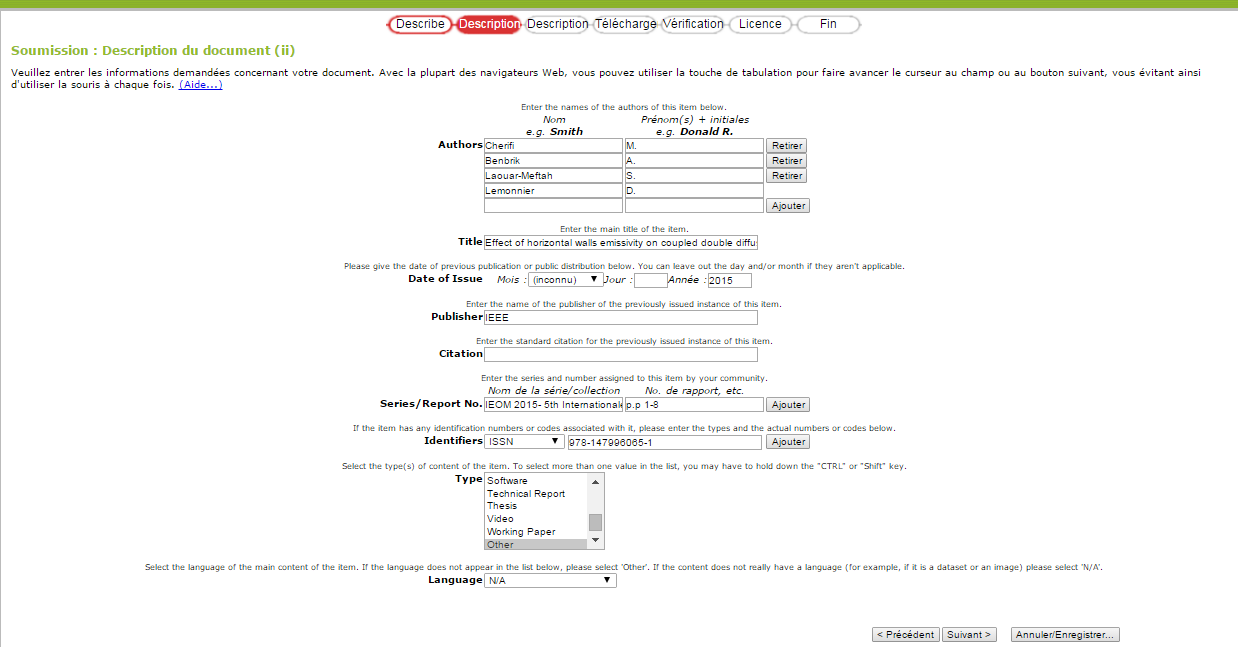 Describe Description Description Télécharge Vérification Licence Fin
Soumission : Description du document (ii)
Veuillez entrer les informations demandées concernant votre document. Avec la plupart des navigateurs Web, vous pouvez utiliser la touche de tabulation pour faire avancer le curseur au champ ou au bouton suivant, vous évitant ainsi
d'utiliser la souris à chaque fois. (Aide...)
Enter the names of the authors of this item below.
Nom Prénom(s) + initiales
e.g. Smith e.g. Donald R.
Authors Cherifi M. Retirer
Benbrik A. Retirer
Laouar-Meftah S. Retirer
Lemonnier D.
Ajouter
Enter the main title of the item.
Title Effect of horizontal walls emissivity on coupled double diffu
Please give the date of previous publication or public distribution below. You can leave out the day and/or month if they aren't applicable.
Date of Issue Mois : (inconnu) Jour : Année : 2015
Enter the name of the publisher of the previously issued instance of this item.
Publisher IEEE
Enter the standard citation for the previously issued instance of this item.
Citation
Enter the series and number assigned to this item by your community.
Nom de la série/collection No. de rapport, etc.
Series/Report No. IEOM 2015- 5th Internationale p.p 1-8 Ajouter
If the item has any identification numbers or codes associated with it, please enter the types and the actual numbers or codes below.
Identifiers ISSN 978-147996065-1 Ajouter
Select the type(s) of content of the item. To select more than one value in the list, you may have to hold down the "CTRL" or "Shift" key.
Type Software
Technical Report
Thesis
Video
Working Paper
Other
Select the language of the main content of the item. If the language does not appear in the list below, please select 'Other'. If the content does not really have a language (for example, if it is a dataset or an image) please select 'N/A'.
Language N/A
< Précédent Suivant > Annuler/Enregistrer...